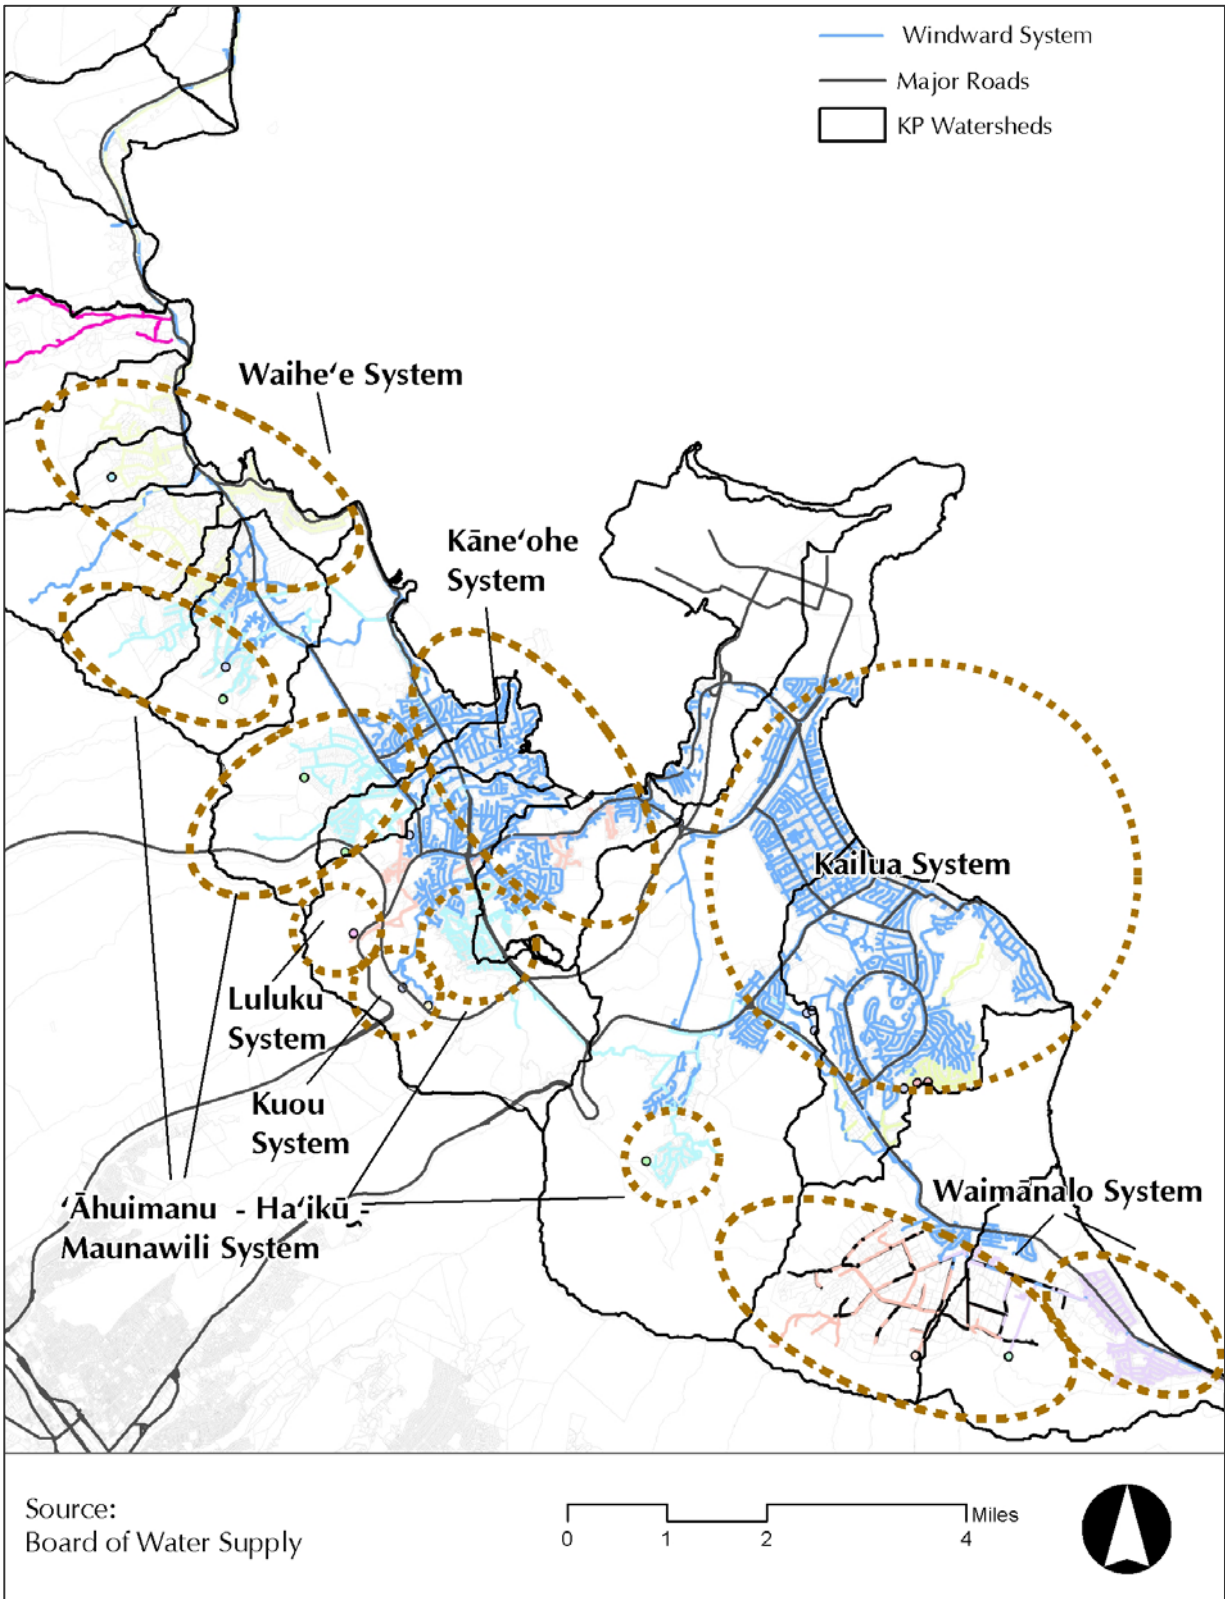 Windward System
Major Roads
KP Watersheds
Waihe‘e System
Kāne‘ohe
System
Kailua System
Luluku
System
Kuou
System
‘Āhuimanu - Ha‘ikū -
Maunawili System
Waimānalo System
Source:
Board of Water Supply
Miles
0 1 2 4